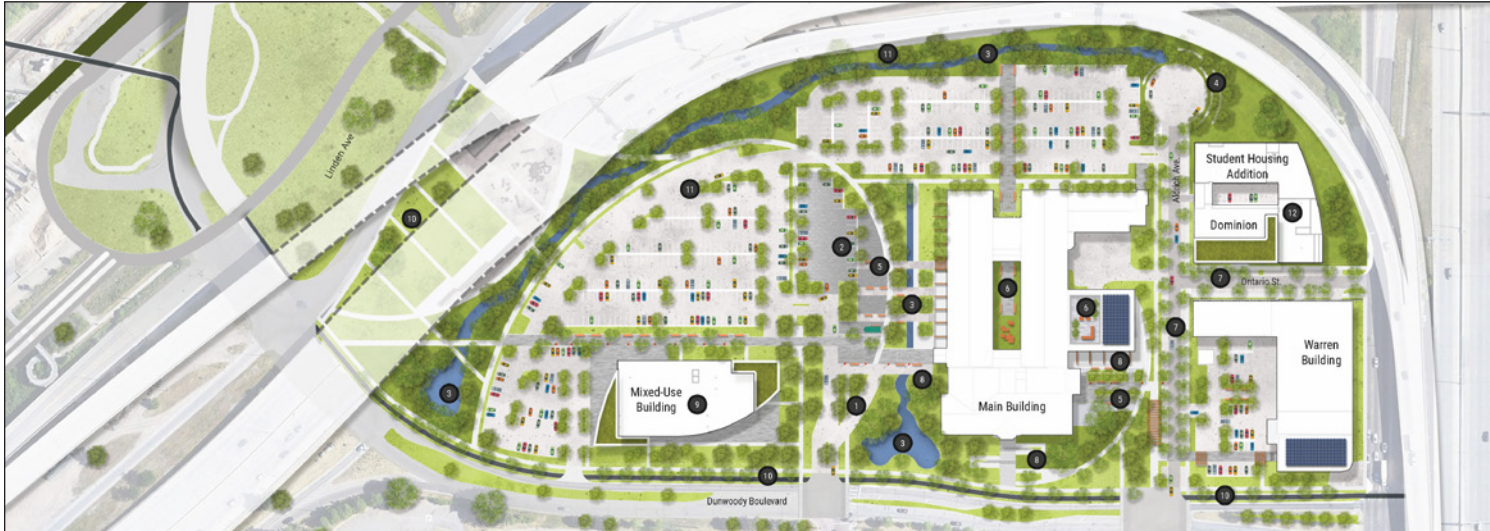 11
3
4
Linden Ave
Student Housing
Addition
Aldrich Ave.
11
10
12
Dominion
2
5
7
Ontario St.
6
3
6
7
Warren
Building
8
3
8
Mixed-Use
Building
9
1
Main Building
5
3
8
10
10
Dunwoody Boulevard